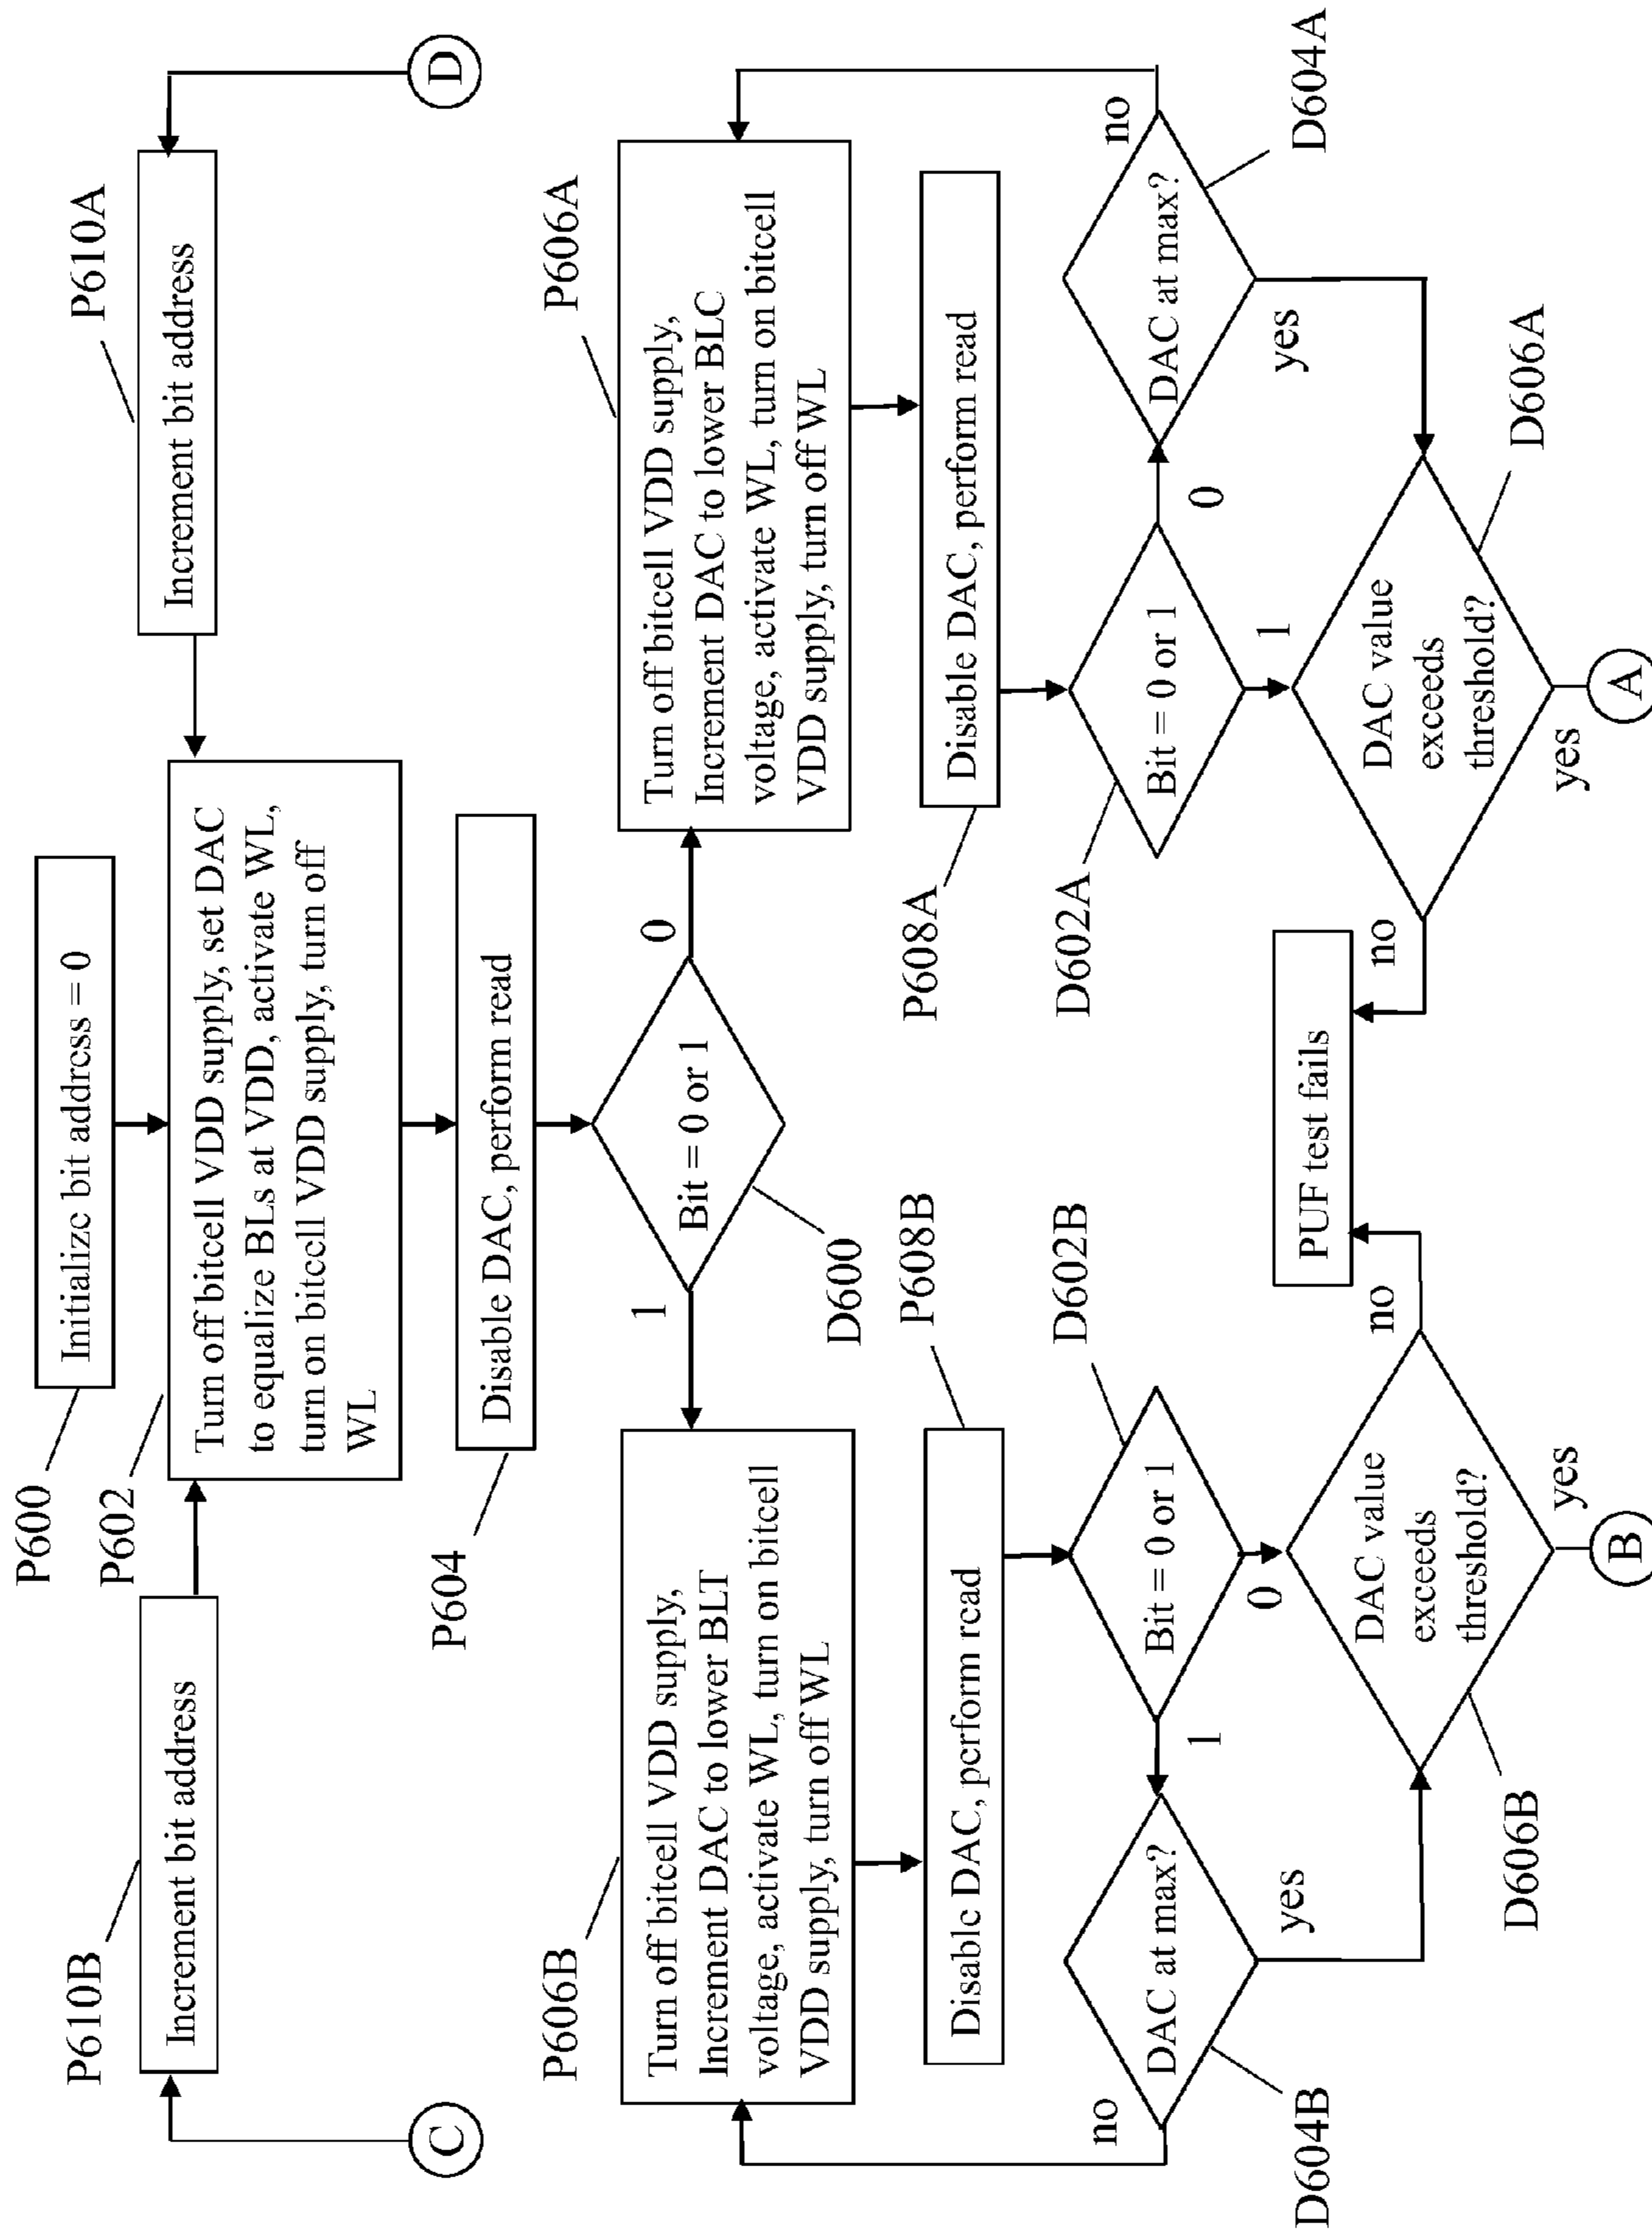 P600
Initialize bit address = 0
P610B
Increment bit address
P610A
Increment bit address
C
D
P602
Turn off bitcell VDD supply, set DAC
to equalize BLs at VDD, activate WL,
turn on bitcell VDD supply, turn off
WL
P604
Disable DAC, perform read
Bit = 0 or 1
D600
1
0
P606B
Turn off bitcell VDD supply,
Increment DAC to lower BLT
voltage, activate WL, turn on bitcell
VDD supply, turn off WL
P606A
Turn off bitcell VDD supply,
Increment DAC to lower BLC
voltage, activate WL, turn on bitcell
VDD supply, turn off WL
P608B
Disable DAC, perform read
P608A
Disable DAC, perform read
D602B
Bit = 0 or 1
1
0
D602A
Bit = 0 or 1
0
1
D604B
DAC at max?
no
yes
D604A
DAC at max?
no
yes
D606B
DAC value
exceeds
threshold?
no
yes
PUF test fails
D606A
DAC value
exceeds
threshold?
no
yes
B
A